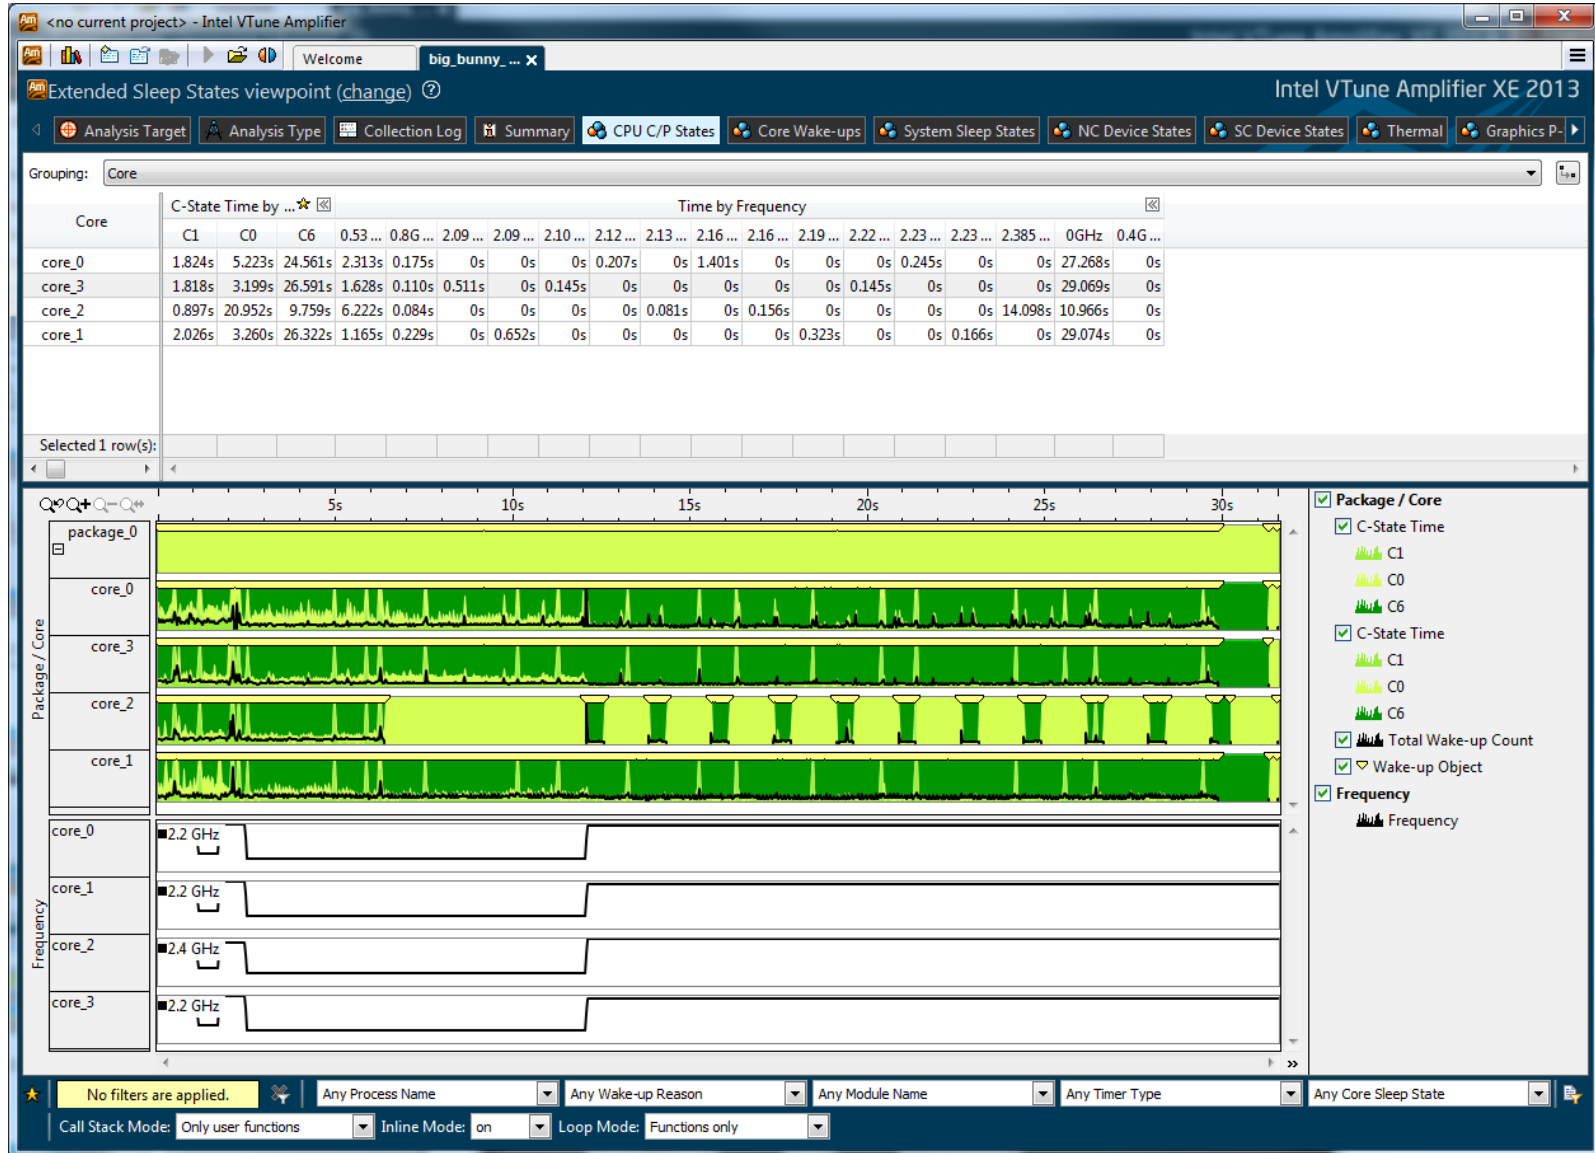 <no current project> - Intel VTune Amplifier
Welcome
big_bunny_... X
Extended Sleep States viewpoint (change)
Intel VTune Amplifier XE 2013
Analysis Target Analysis Type Collection Log Summary CPU C/P States Core Wake-ups System Sleep States NC Device States SC Device States Thermal Graphics P-
Grouping: Core
Core C-State Time by ... Time by Frequency
C1 C0 C6 0.53 ... 0.8G ... 2.09 ... 2.09 ... 2.10 ... 2.12 ... 2.13 ... 2.16 ... 2.16 ... 2.19 ... 2.22 ... 2.23 ... 2.23 ... 2.385 ... 0GHz 0.4G ...
core_0 1.824s 5.223s 24.561s 2.313s 0.175s 0s 0s 0s 0.207s 0s 1.401s 0s 0s 0s 0.245s 0s 0s 27.268s 0s
core_3 1.818s 3.199s 26.591s 1.628s 0.110s 0.511s 0s 0.145s 0s 0s 0s 0s 0s 0.145s 0s 0s 0s 29.069s 0s
core_2 0.897s 20.952s 9.759s 6.222s 0.084s 0s 0s 0s 0s 0.081s 0s 0.156s 0s 0s 0s 0s 14.098s 10.966s 0s
core_1 2.026s 3.260s 26.322s 1.165s 0.229s 0s 0.652s 0s 0s 0s 0s 0s 0.323s 0s 0s 0.166s 0s 29.074s 0s
Selected 1 row(s):
5s 10s 15s 20s 25s 30s
Package / Core
package_0
core_0
core_3
core_2
core_1
Frequency
core_0 2.2 GHz
core_1 2.2 GHz
core_2 2.4 GHz
core_3 2.2 GHz
Package / Core
C-State Time
C1
C0
C6
C-State Time
C1
C0
C6
Total Wake-up Count
Wake-up Object
Frequency
Frequency
No filters are applied. Any Process Name Any Wake-up Reason Any Module Name Any Timer Type Any Core Sleep State
Call Stack Mode: Only user functions Inline Mode: on Loop Mode: Functions only